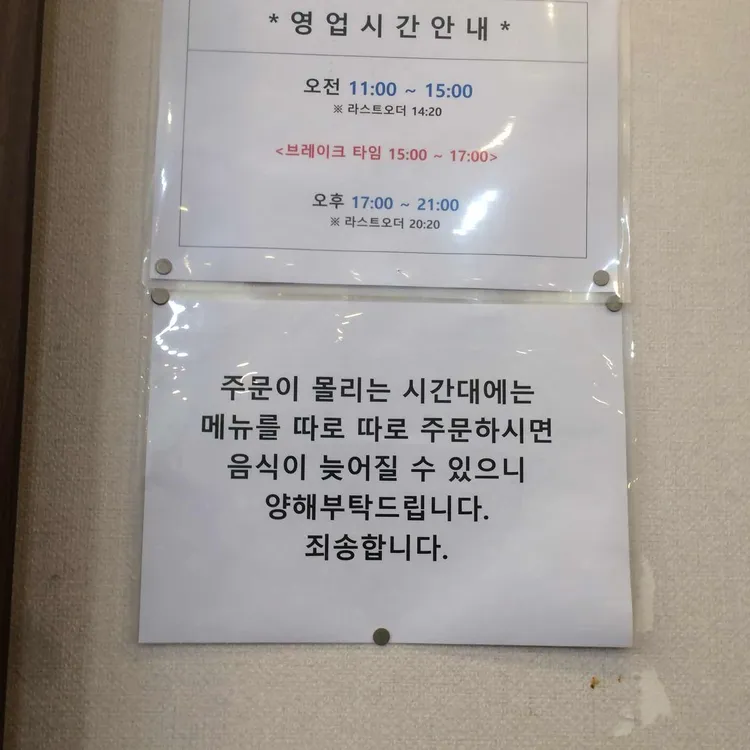 *영업시간안내*
오전 11:00 ~ 15:00
※ 라스트오더 14:20
<브레이크 타임 15:00 ~ 17:00>
오후 17:00 ~ 21:00
※ 라스트오더 20:20
주문이 몰리는 시간대에는
메뉴를 따로 따로 주문하시면
음식이 늦어질 수 있으니
양해부탁드립니다.
죄송합니다.